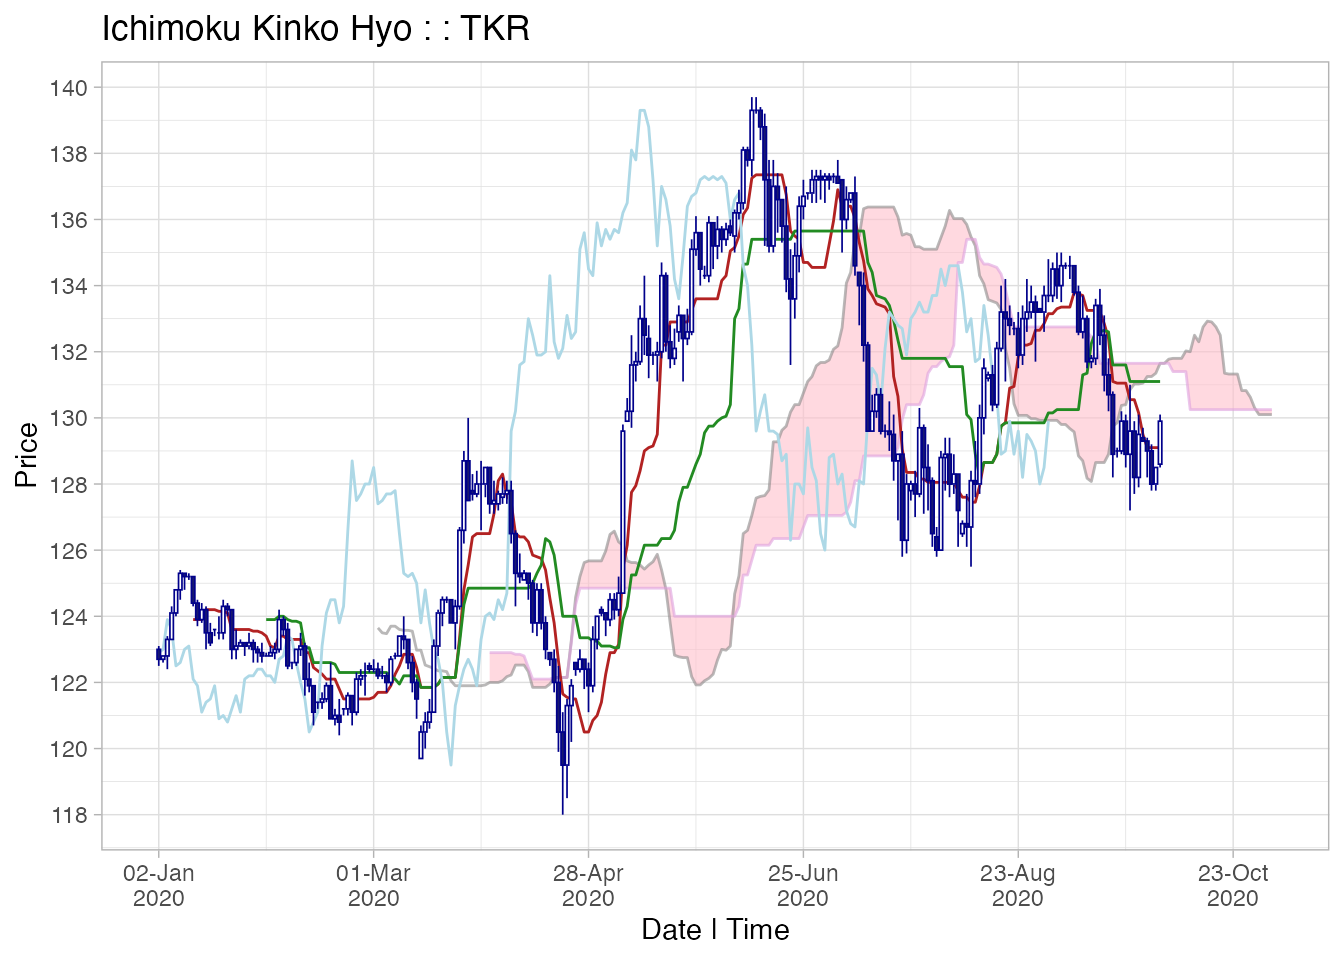 Ichimoku Kinko Hyo : : TKR
140
138
136
134
132
130
128
126
124
122
120
118
Price
02-Jan 01-Mar 28-Apr 25-Jun 23-Aug 23-Oct
2020 2020 2020 2020 2020 2020
Date | Time